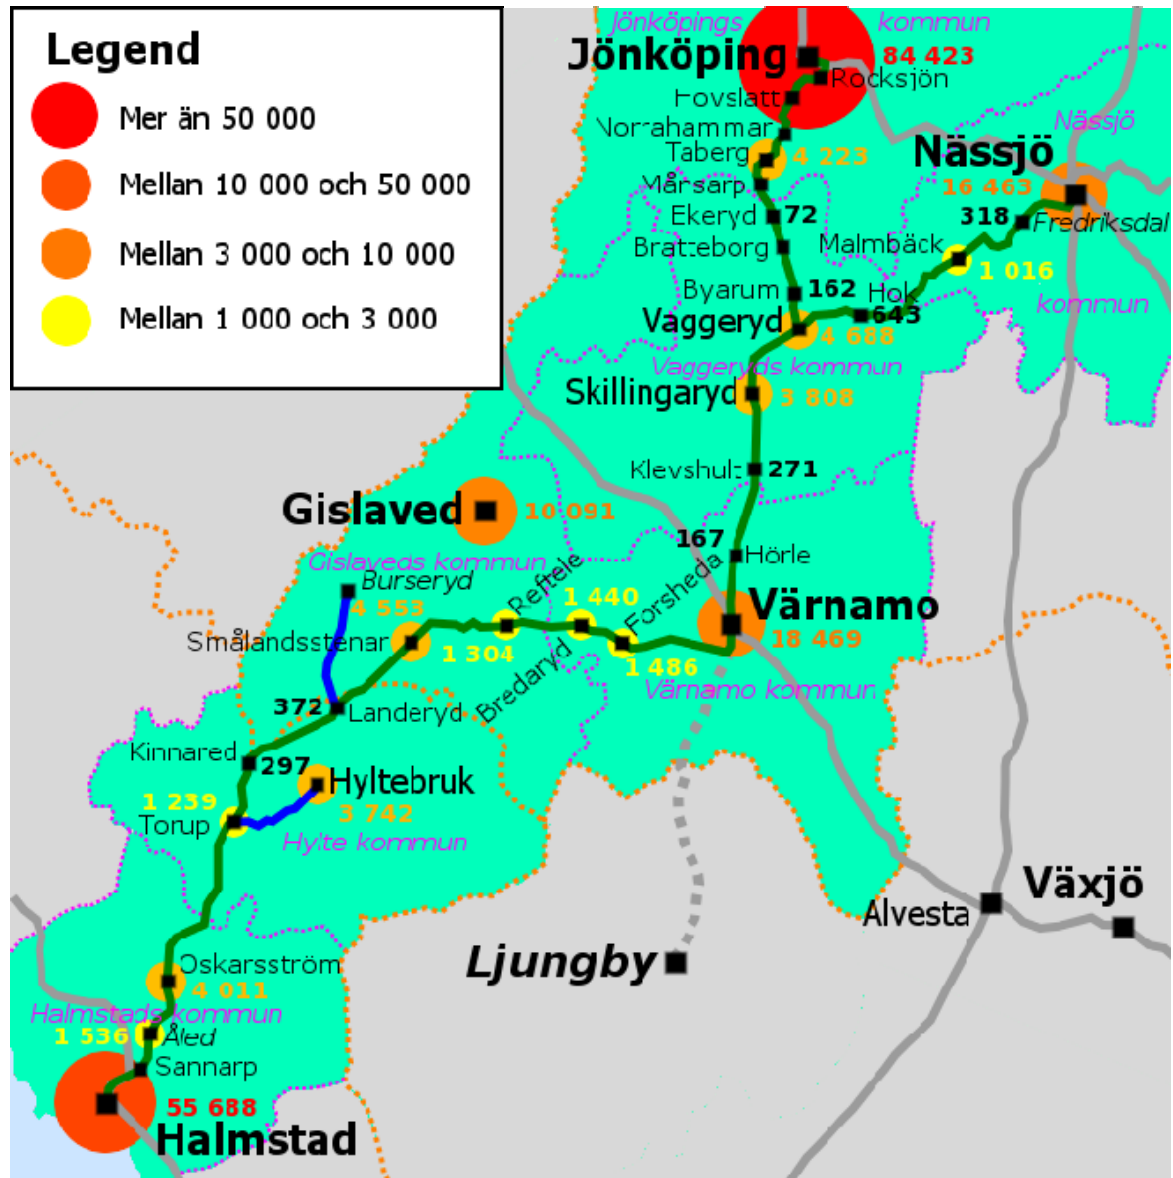 Legend
Mer än 50 000
Mellan 10 000 och 50 000
Mellan 3 000 och 10 000
Mellan 1 000 och 3 000
Jönköpings kommun
Jönköping
84 423
Rocksjön
Hovslätt
Norrahammar
Taberg
4 223
Månsarp
Ekeryd
72
Bratteborg
Byarum
162
Hok
643
Vaggeryd
4 688
Vaggeryds kommun
Nässjö
kommun
Nässjö
16 463
318
Fredriksdal
Malmbäck
1 016
Skillingaryd
3 808
Klevshult
271
167
Hörle
Gislaved
10 091
Gislaveds kommun
Burseryd
4 553
Smålandsstenar
Reftele
1 304
1 440
Bredaryd
Forsheda
1 486
Värnamo
18 469
Värnamo kommun
372
Landeryd
Kinnared
297
Hyltebruk
3 742
1 239
Torup
Hylte kommun
Oskarsström
4 011
Halmstads kommun
1 536
Åled
Sannarp
55 688
Halmstad
Ljungby
Alvesta
Växjö